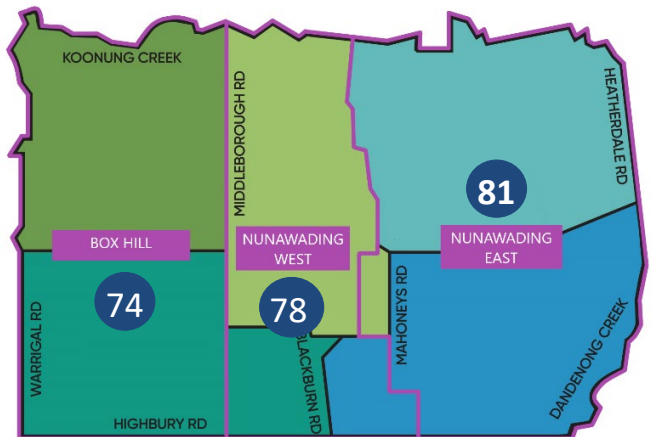 KOONUNG CREEK
MIDDLEBOROUGH RD
HEATHERDALE RD
81
BOX HILL
NUNAWADING
WEST
NUNAWADING
EAST
74
78
WARRIGAL RD
MAHONEYS RD
BLACKBURN RD
DANDENONG CREEK
HIGHBURY RD